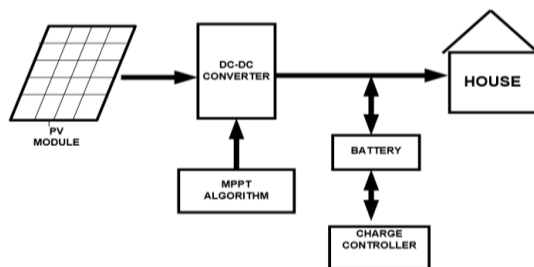 PV
MODULE
DC-DC
CONVERTER
MPPT
ALGORITHM
HOUSE
BATTERY
CHARGE
CONTROLLER